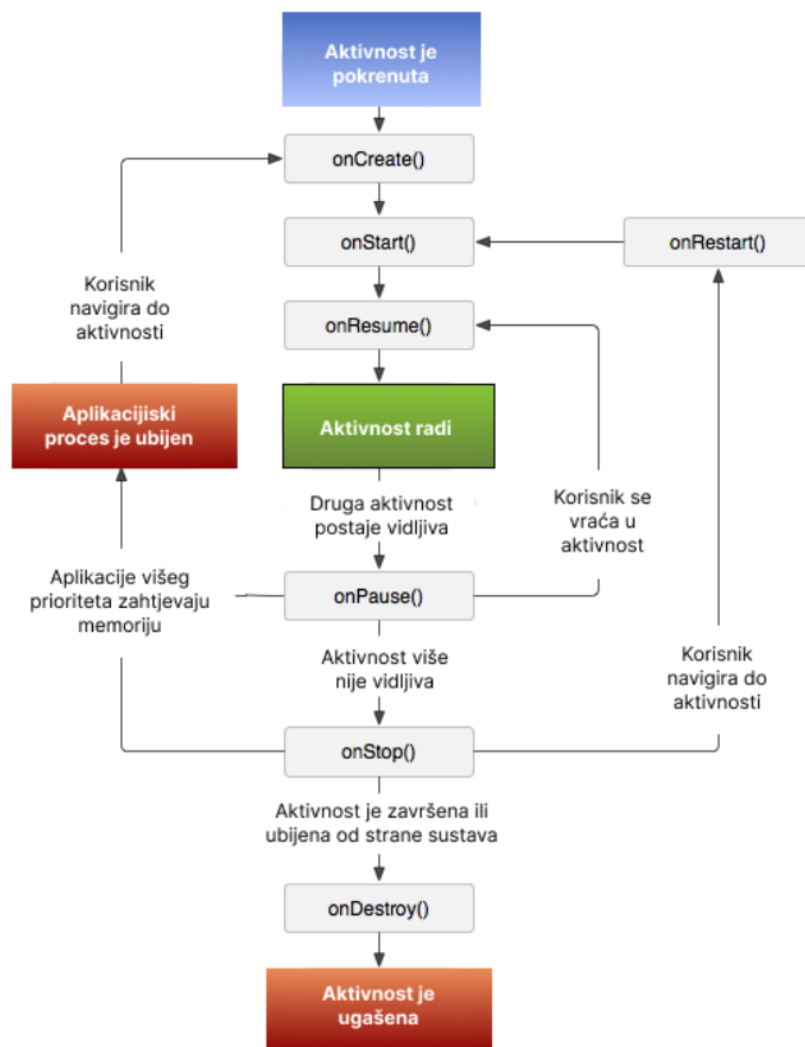 Aktivnost je
pokrenuta
onCreate()
onStart()
onRestart()
Korisnik
navigira do
aktivnosti
onResume()
Aplikacijiski
proces je ubijen
Aktivnost radi
Druga aktivnost
postaje vidljiva
Korisnik se
vraća u
aktivnost
Aplikacije višeg
prioriteta zahtjevaju
memoriju
onPause()
Aktivnost više
nije vidljiva
Korisnik
navigira do
aktivnosti
onStop()
Aktivnost je završena ili
ubijena od strane sustava
onDestroy()
Aktivnost je
ugašena